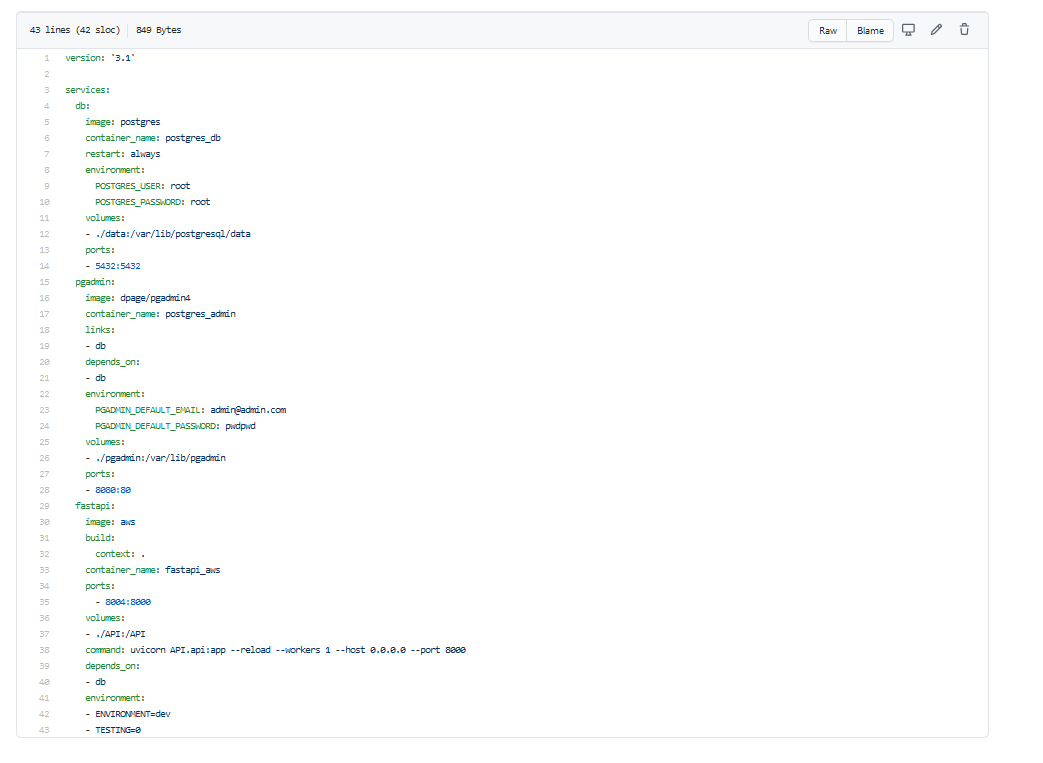 43 lines (42 sloc) 849 Bytes Raw Blame
1 version: '3.1'
2
3 services:
4   db:
5     image: postgres
6     container_name: postgres_db
7     restart: always
8     environment:
9       POSTGRES_USER: root
10       POSTGRES_PASSWORD: root
11     volumes:
12     - ./data:/var/lib/postgresql/data
13     ports:
14     - 5432:5432
15   pgadmin:
16     image: dpage/pgadmin4
17     container_name: postgres_admin
18     links:
19     - db
20     depends_on:
21     - db
22     environment:
23       PGADMIN_DEFAULT_EMAIL: admin@admin.com
24       PGADMIN_DEFAULT_PASSWORD: pwdpwd
25     volumes:
26     - ./pgadmin:/var/lib/pgadmin
27     ports:
28     - 8080:80
29   fastapi:
30     image: aws
31     build:
32       context: .
33     container_name: fastapi_aws
34     ports:
35       - 8004:8000
36     volumes:
37     - ./API:/API
38     command: uvicorn API.api:app --reload --workers 1 --host 0.0.0.0 --port 8000
39     depends_on:
40     - db
41     environment:
42     - ENVIRONMENT=dev
43     - TESTING=0